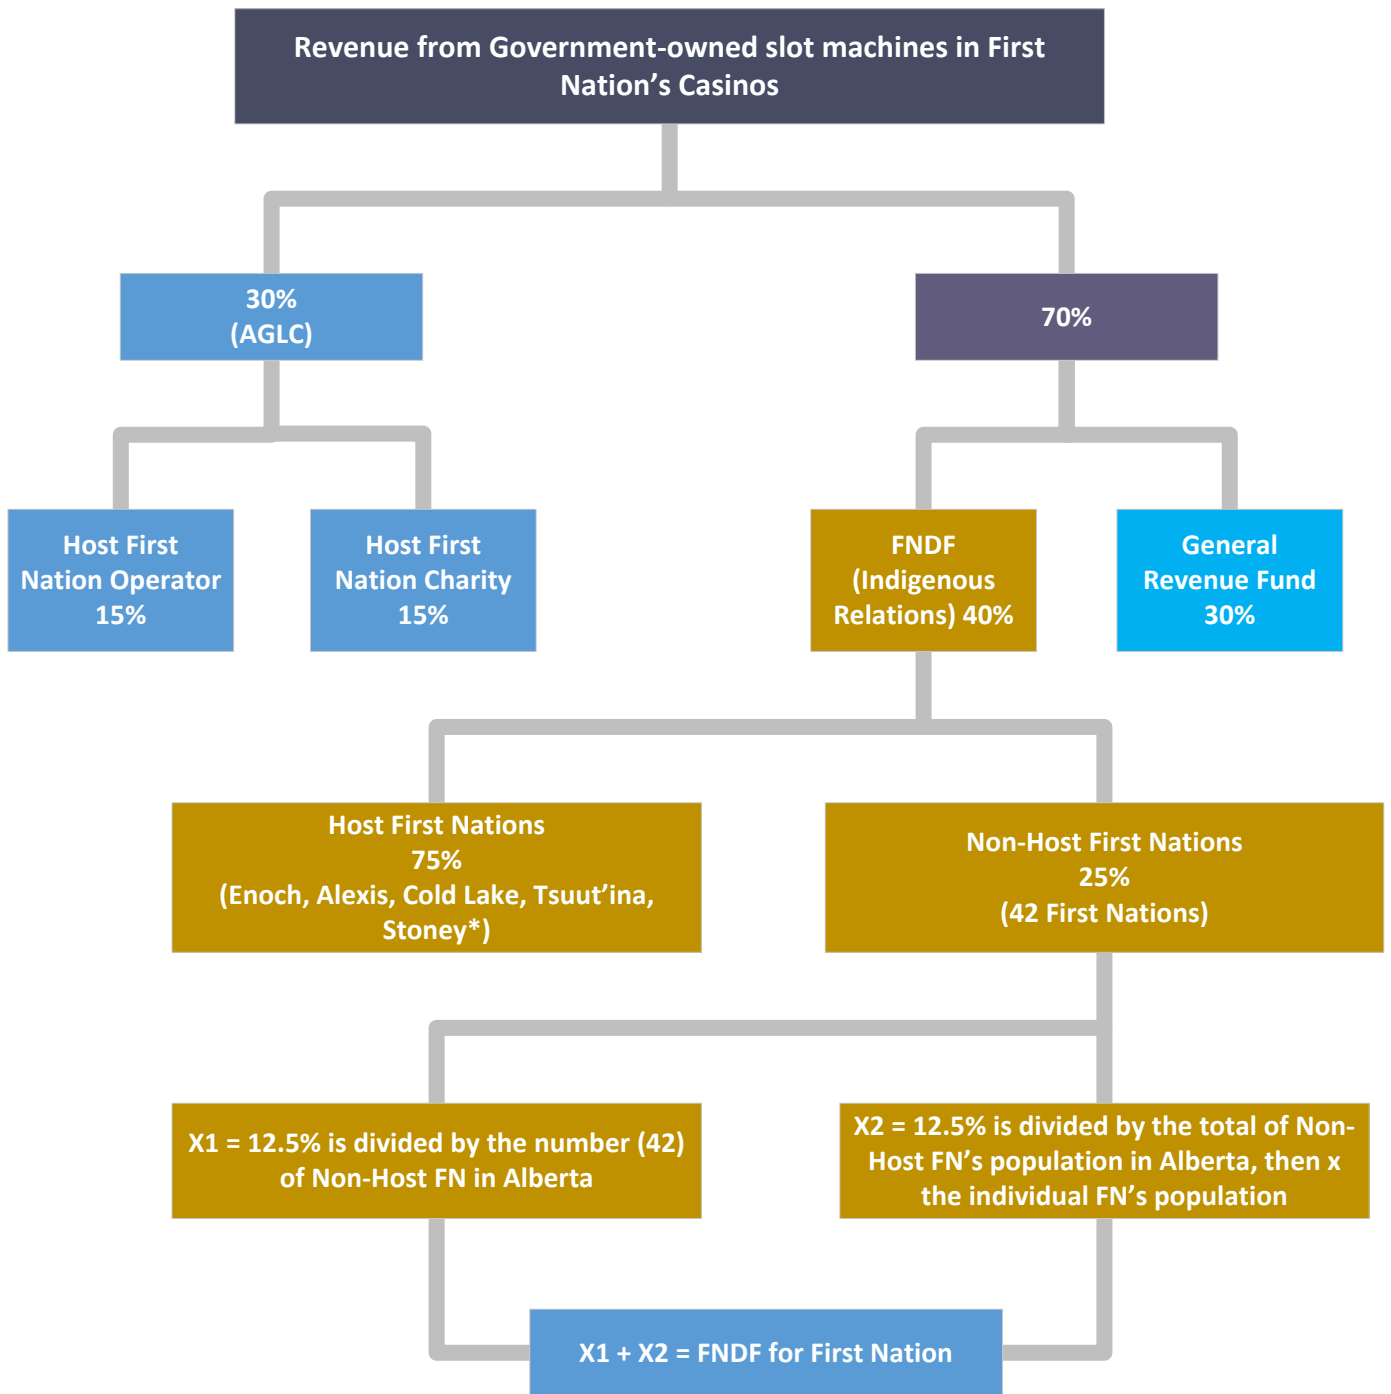 Revenue from Government-owned slot machines in First
Nation’s Casinos
30%
(AGLC)
70%
Host First
Nation Operator
15%
Host First
Nation Charity
15%
FNDF
(Indigenous
Relations) 40%
General
Revenue Fund
30%
Host First Nations
75%
(Enoch, Alexis, Cold Lake, Tsuut’ina,
Stoney*)
Non-Host First Nations
25%
(42 First Nations)
X1 = 12.5% is divided by the number (42)
of Non-Host FN in Alberta
X2 = 12.5% is divided by the total of Non-
Host FN’s population in Alberta, then x
the individual FN’s population
X1 + X2 = FNDF for First Nation